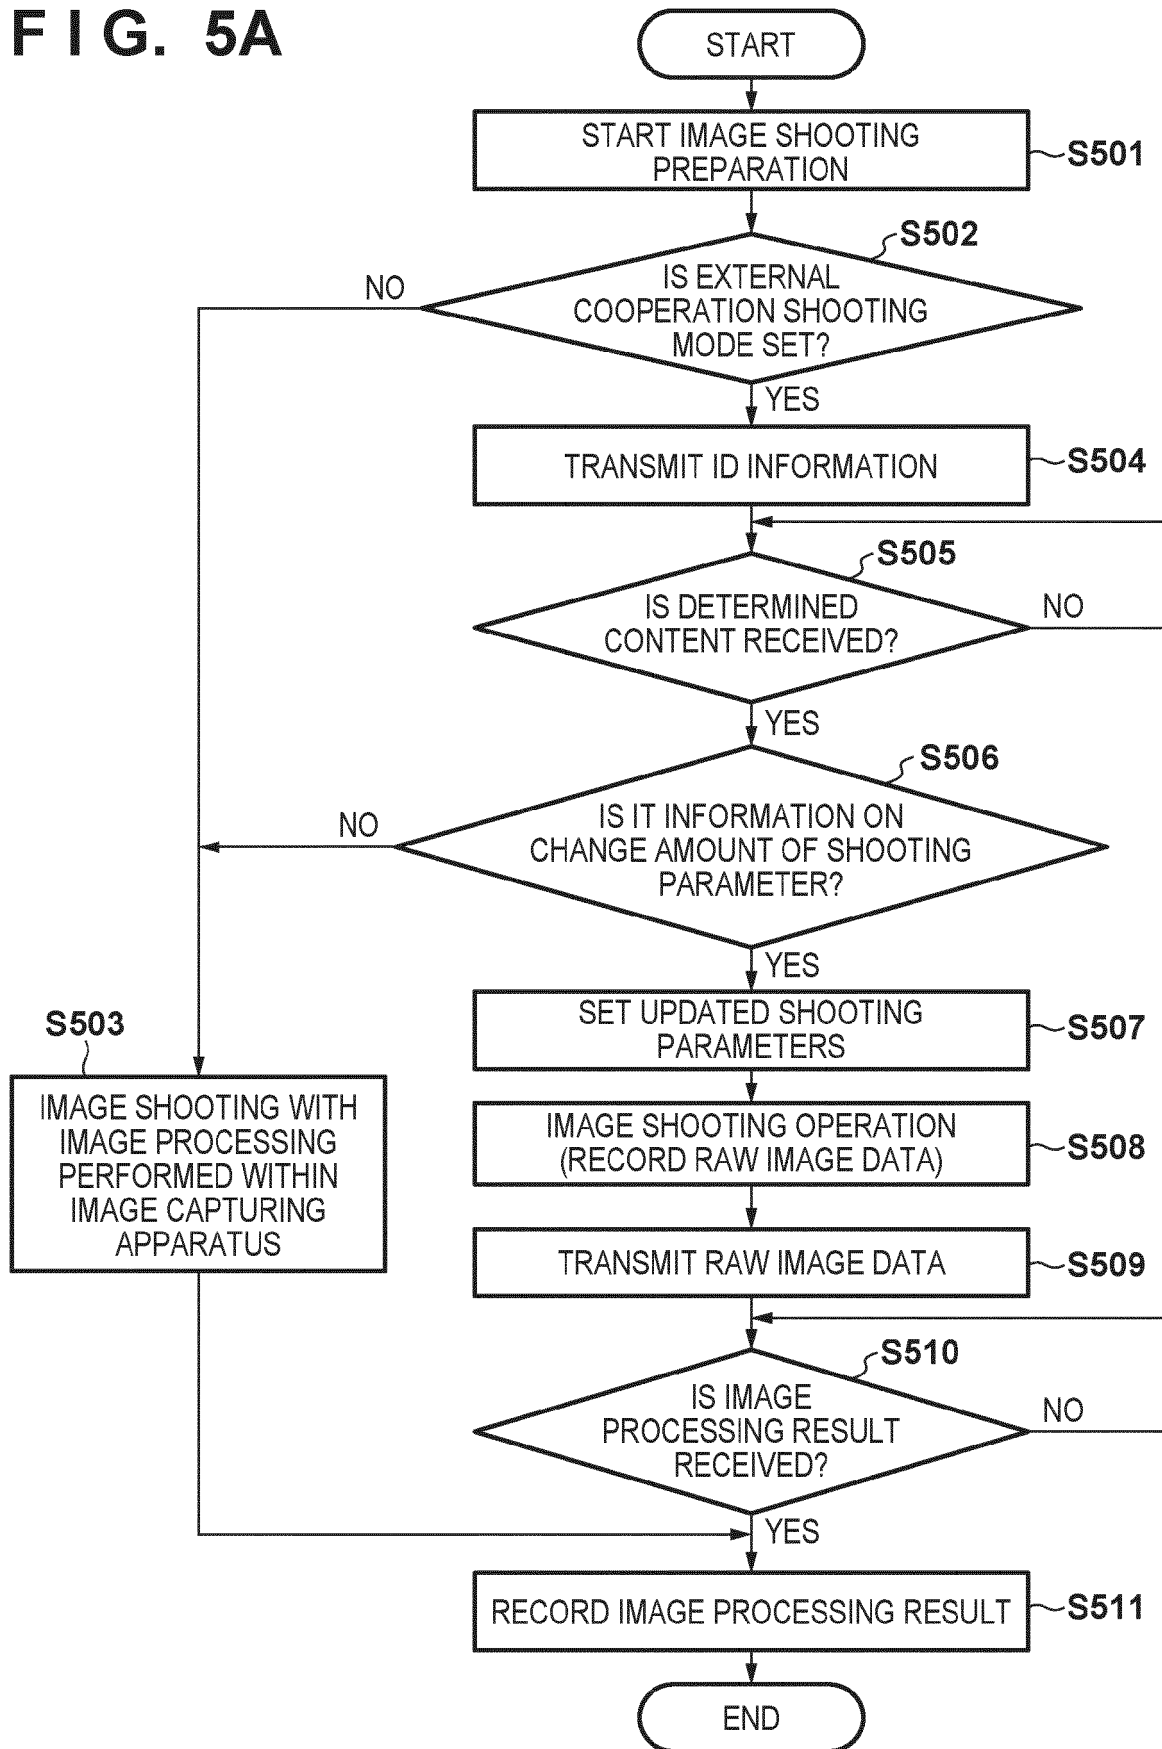 FIG. 5A
START
START IMAGE SHOOTING
PREPARATION
S501
S502
IS EXTERNAL
COOPERATION SHOOTING
MODE SET?
NO
YES
TRANSMIT ID INFORMATION
S504
S505
IS DETERMINED
CONTENT RECEIVED?
NO
YES
S506
IS IT INFORMATION ON
CHANGE AMOUNT OF SHOOTING
PARAMETER?
NO
YES
SET UPDATED SHOOTING
PARAMETERS
S507
S503
IMAGE SHOOTING WITH
IMAGE PROCESSING
PERFORMED WITHIN
IMAGE CAPTURING
APPARATUS
IMAGE SHOOTING OPERATION
(RECORD RAW IMAGE DATA)
S508
TRANSMIT RAW IMAGE DATA
S509
S510
IS IMAGE
PROCESSING RESULT
RECEIVED?
NO
YES
RECORD IMAGE PROCESSING RESULT
S511
END